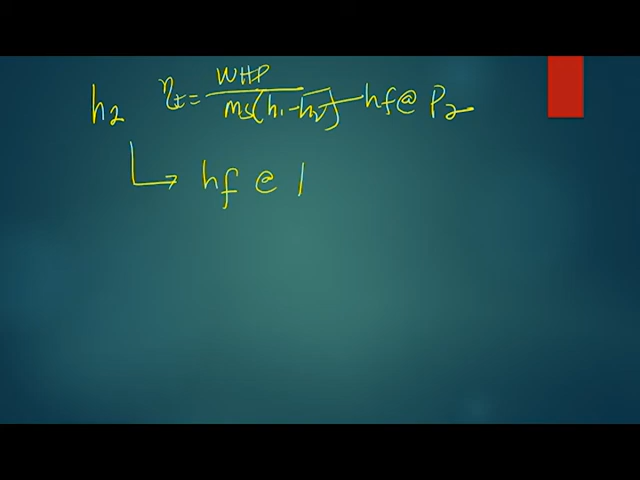 h2 ηt = WHP / ms(h1 - h2) hf @ P2
hf @ 1